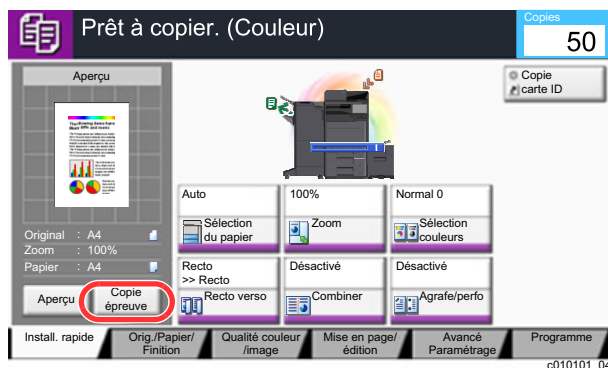 Prêt à copier. (Couleur)
Copies
50
Aperçu
Copie
carte ID
Original : A4
Zoom : 100%
Papier : A4
Aperçu
Copie
épreuve
Auto
Sélection
du papier
100%
Zoom
Normal 0
Sélection
couleurs
Recto
>> Recto
Recto verso
Désactivé
Combiner
Désactivé
Agrafe/perfo
Install. rapide
Orig./Papier/
Finition
Qualité couleur
/image
Mise en page/
édition
Avancé
Paramétrage
Programme
c010101_04